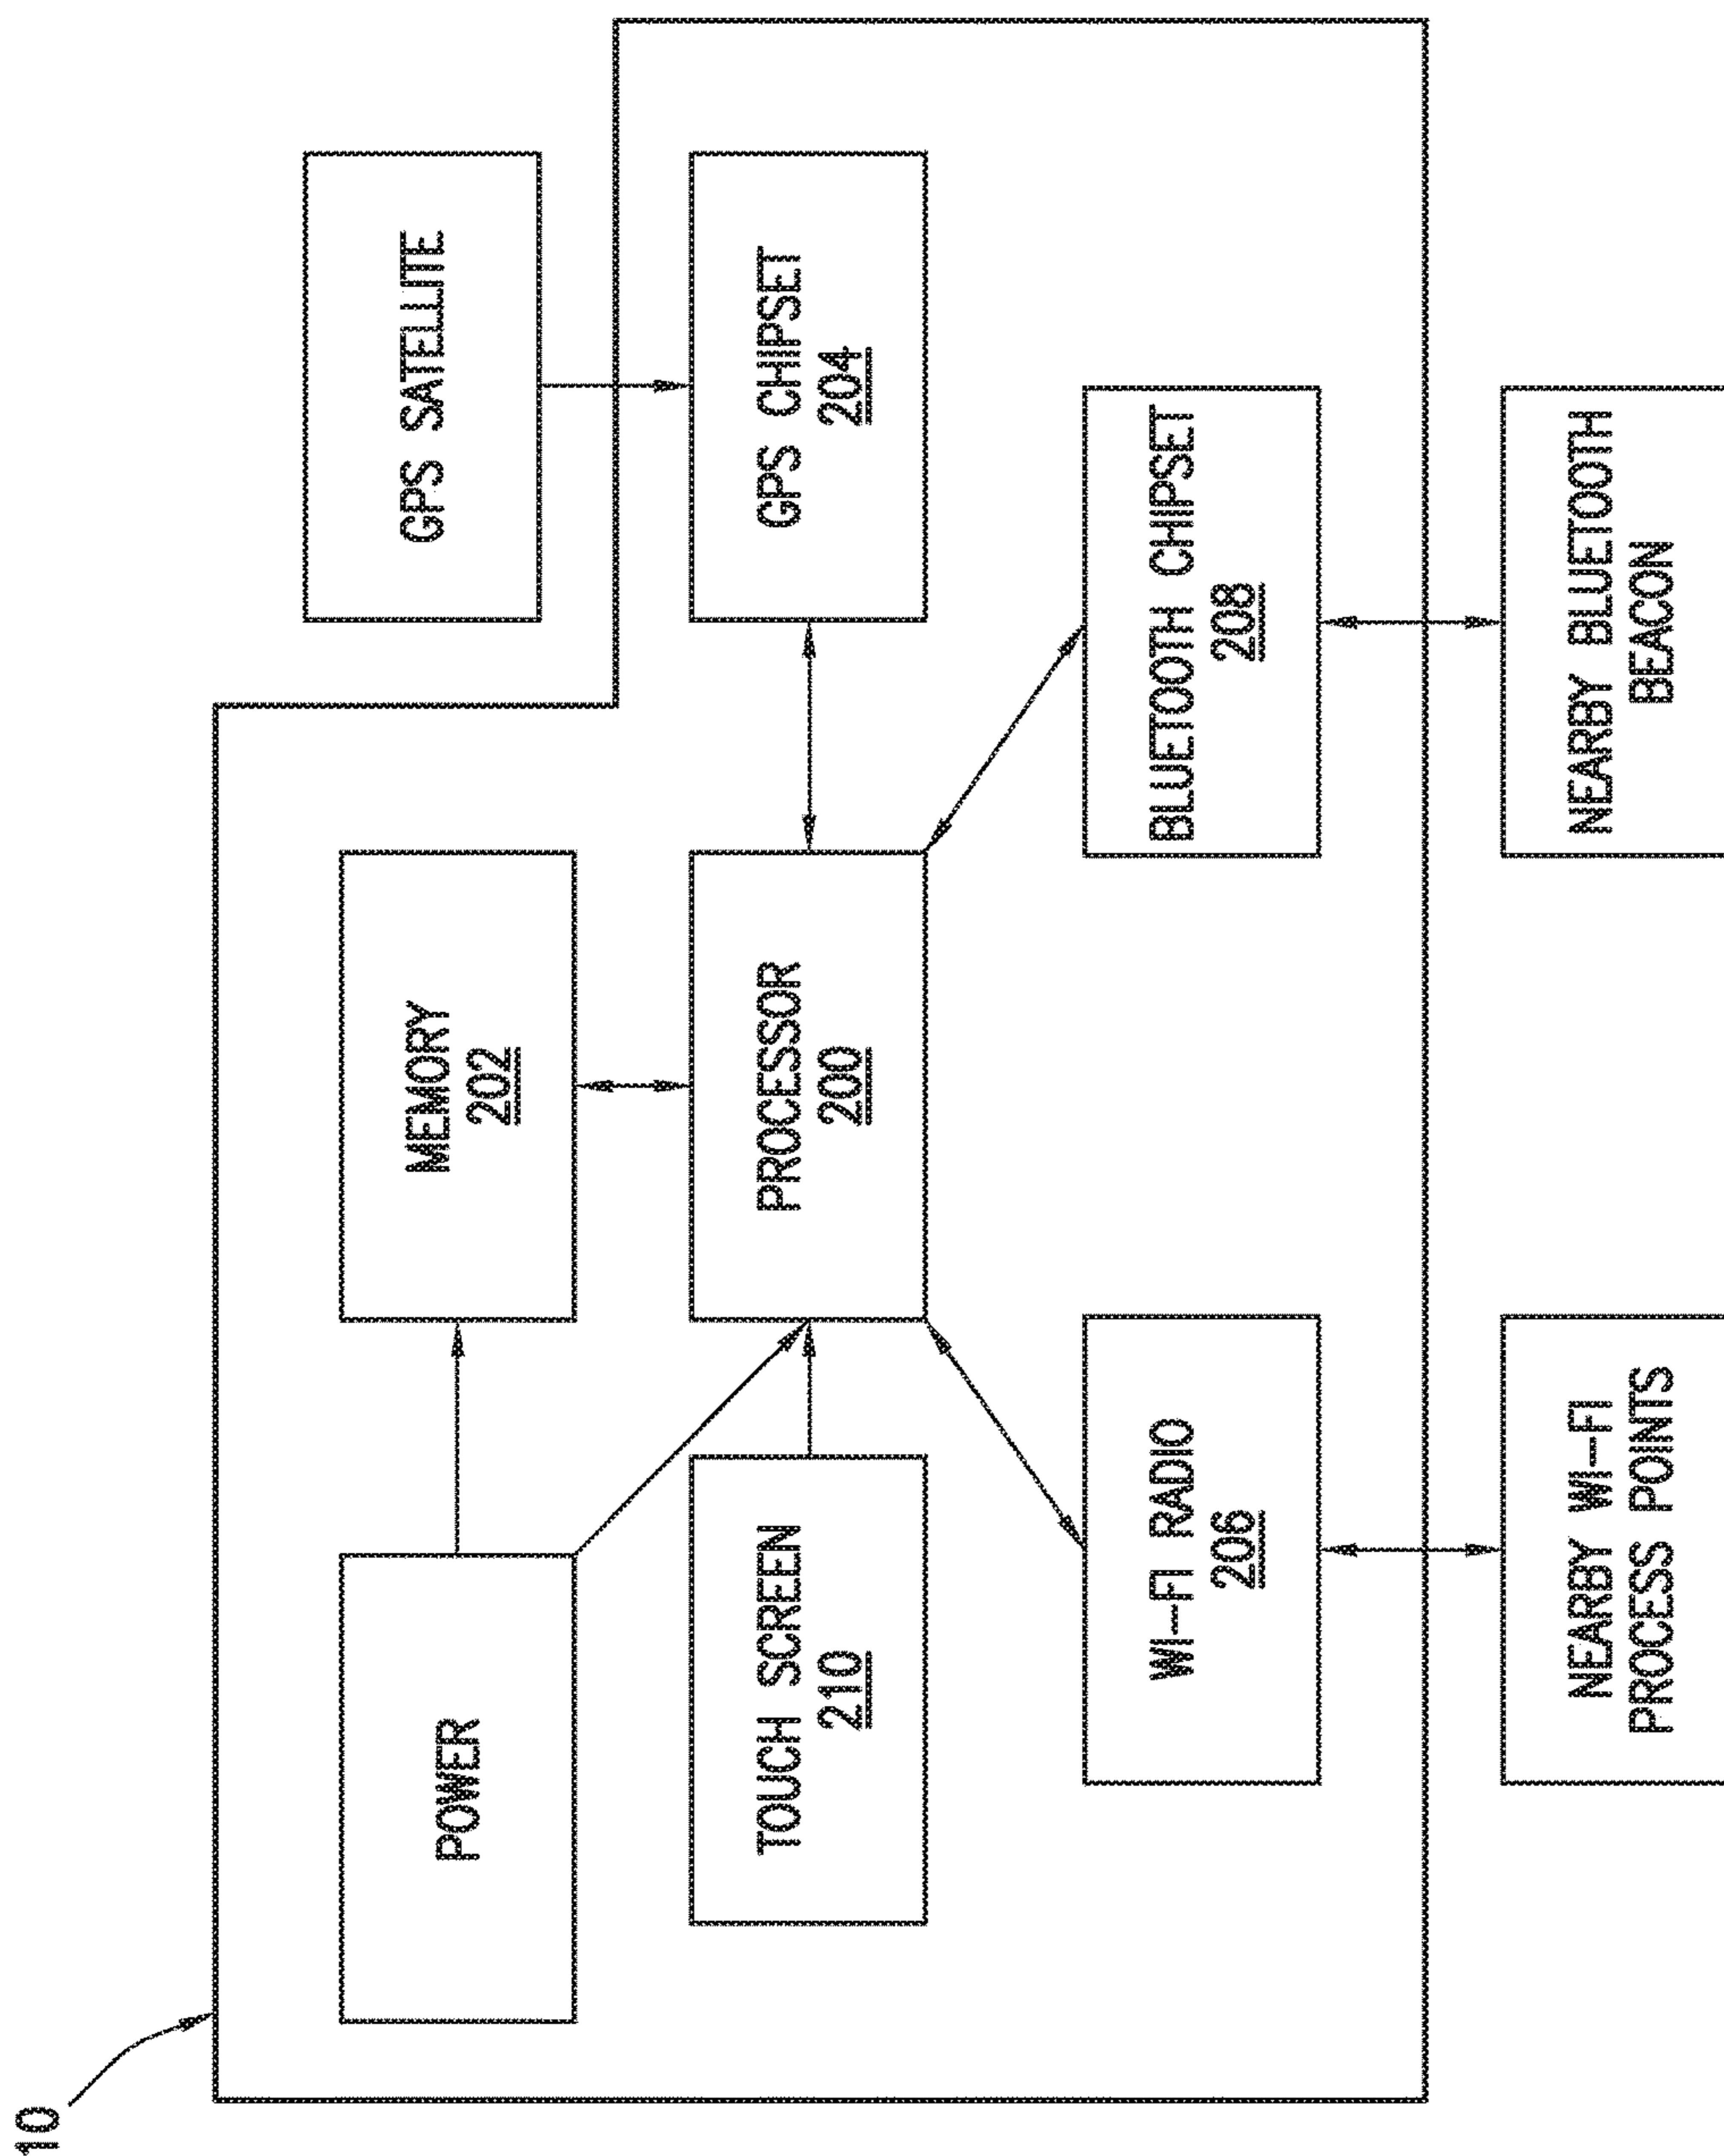 10
POWER
MEMORY
202
GPS SATELLITE
TOUCH SCREEN
210
PROCESSOR
200
GPS CHIPSET
204
WI-FI RADIO
206
BLUETOOTH CHIPSET
208
NEARBY WI-FI
PROCESS POINTS
NEARBY BLUETOOTH
BEACON